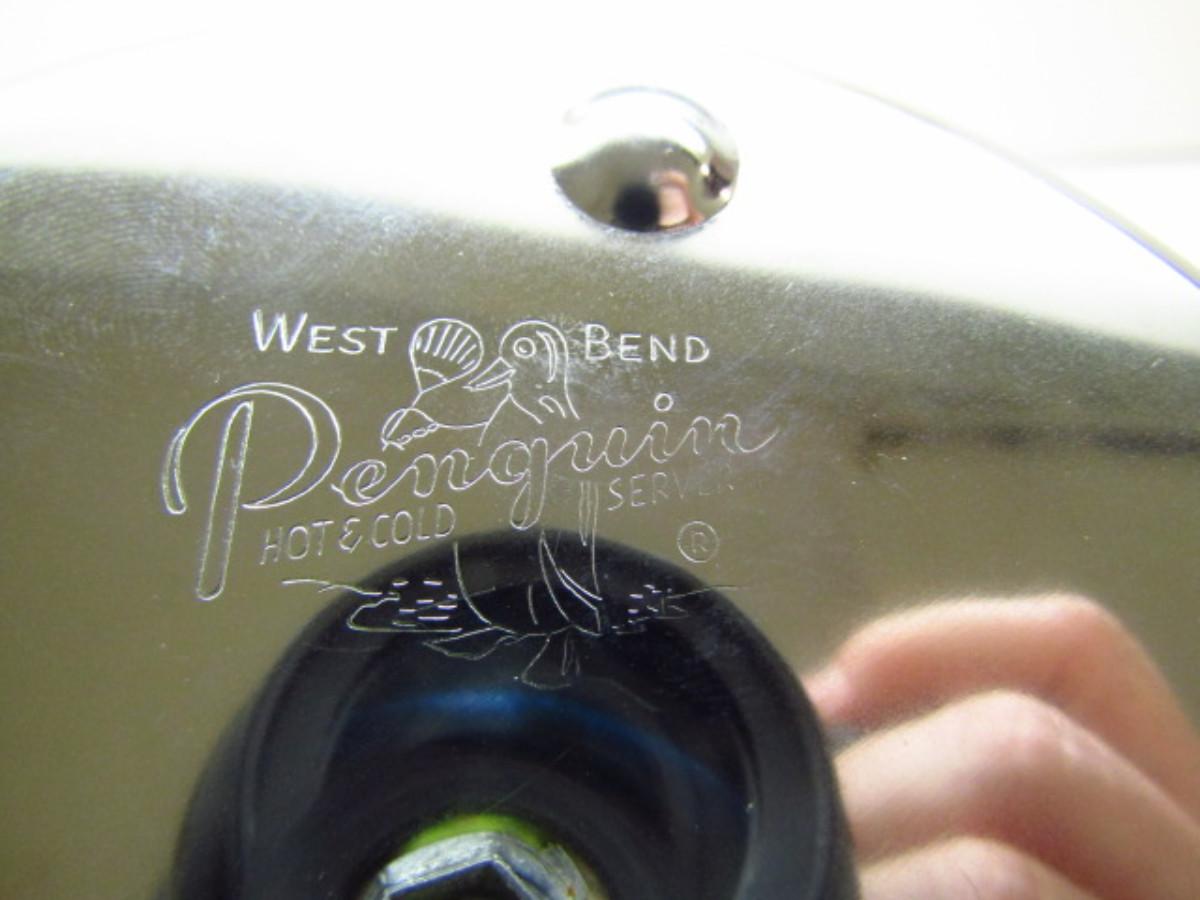 WEST BEND
Penguin
HOT & COLD SERVER
®